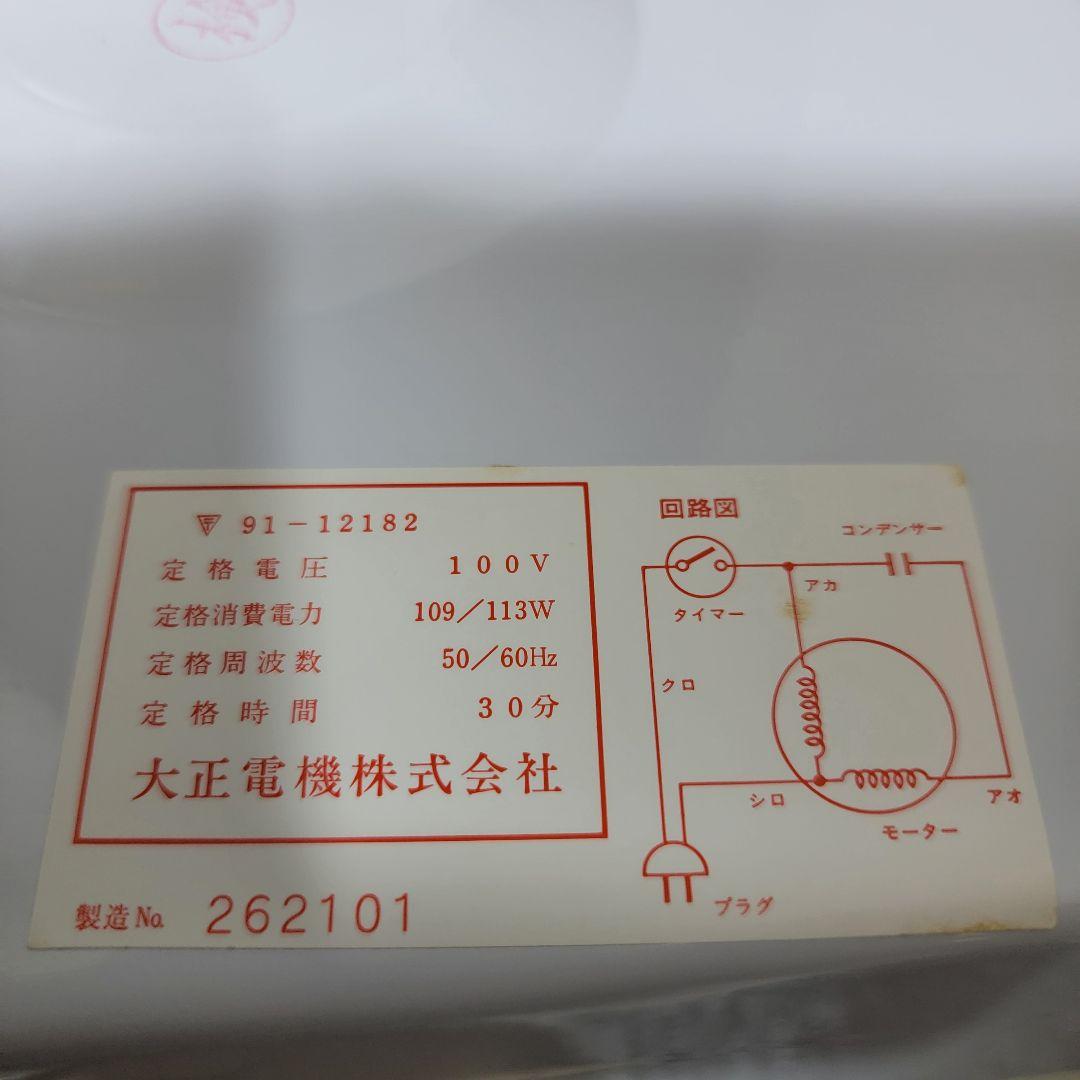 91-12182
定格電圧 100V
定格消費電力 109/113W
定格周波数 50/60Hz
定格時間 30分
大正電機株式会社
製造No. 262101
回路図
コンデンサー
アカ
タイマー
クロ
シロ
アオ
モーター
プラグ